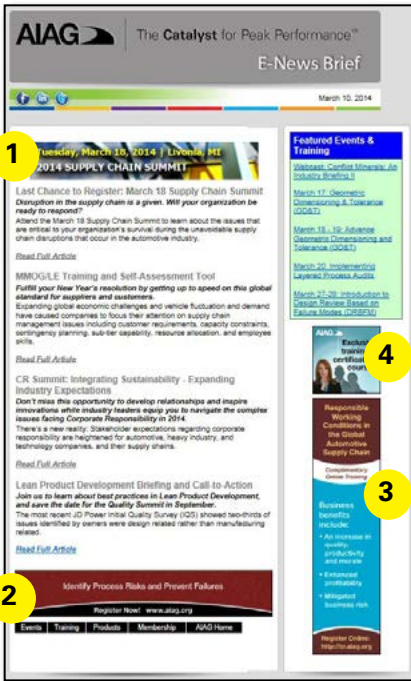 AIAG
The Catalyst for Peak Performance™
E-News Brief
March 10, 2014
1
Tuesday, March 18, 2014 | Livonia, MI
2014 SUPPLY CHAIN SUMMIT
Last Chance to Register: March 18 Supply Chain Summit
Disruption in the supply chain is a given. Will your organization be
ready to respond?
Attend the March 18 Supply Chain Summit to learn about the issues that
are critical to your organization's survival during the unavoidable supply
chain disruptions that occur in the automotive industry.
Read Full Article
MMOG/LE Training and Self-Assessment Tool
Fulfill your New Year's resolution by getting up to speed on this global
standard for suppliers and customers.
Expanding global economic challenges and vehicle fluctuation and demand
have caused companies to focus their attention on supply chain
management issues including customer requirements, capacity constraints,
contingency planning, sub-tier capability, resource allocation, and employee
skills.
Read Full Article
CR Summit: Integrating Sustainability - Expanding
Industry Expectations
Don't miss this opportunity to develop relationships and inspire
innovations while industry leaders equip you to navigate the complex
issues facing Corporate Responsibility in 2014.
There's a new reality: Stakeholder expectations regarding corporate
responsibility are heightened for automotive, heavy industry, and
technology companies, and their supply chains.
Read Full Article
Lean Product Development Briefing and Call-to-Action
Join us to learn about best practices in Lean Product Development,
and save the date for the Quality Summit in September.
The most recent JD Power Initial Quality Survey (IQS) showed two-thirds of
issues identified by owners were design related rather than manufacturing
related.
Read Full Article
2
Identify Process Risks and Prevent Failures
Register Now! www.aiag.org
Events Training Products Membership AIAG Home
Featured Events &
Training
Webcast: Conflict Minerals: An
Industry Briefing II
March 17: Geometric
Dimensioning & Tolerance
(GD&T)
March 18 - 19: Advance
Geometric Dimensioning and
Tolerance (GD&T)
March 20: Implementing
Layered Process Audits
March 27-28: Introduction to
Design Review Based on
Failure Modes (DRBFM)
AIAG
training
4
Responsible
Working
Conditions in
the Global
Automotive
Supply Chain
Complimentary
Online Training
3
Business
benefits
include:
• An increase in
quality,
productivity
and morale
• Enhanced
profitability
• Mitigated
business risk
Register Online:
http://cr.aiag.org